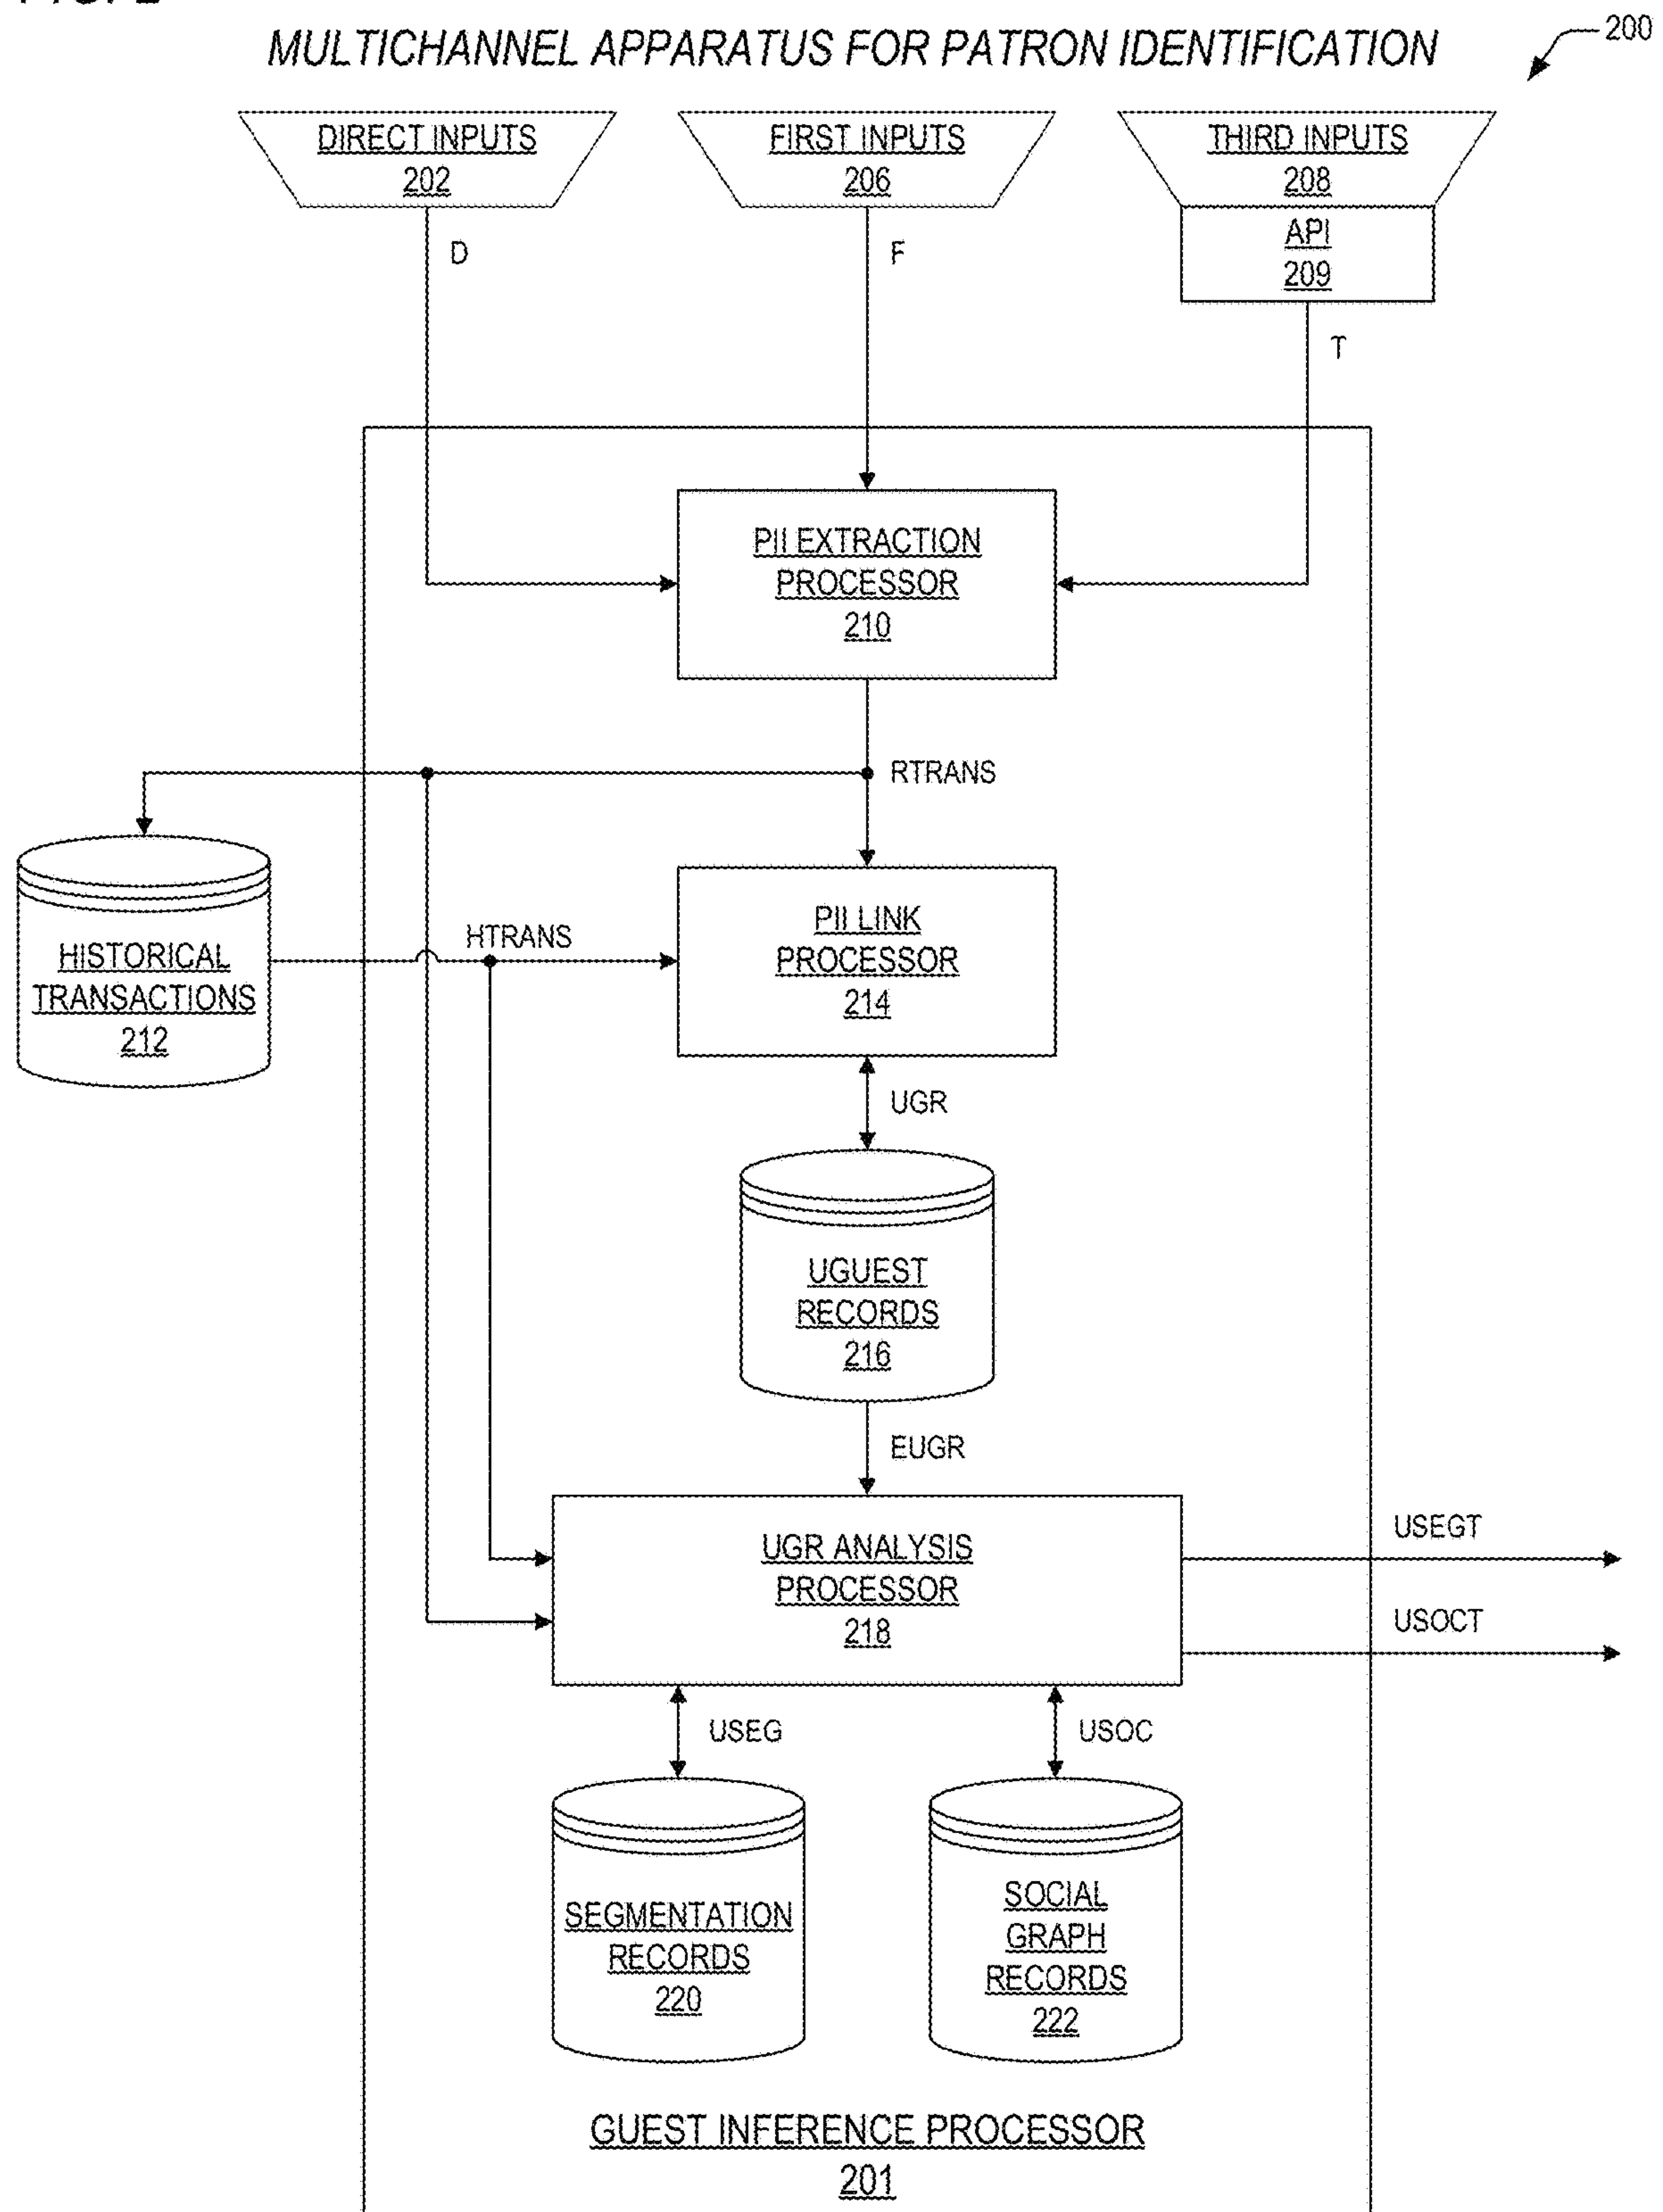 MULTICHANNEL APPARATUS FOR PATRON IDENTIFICATION
200
DIRECT INPUTS
202
FIRST INPUTS
206
THIRD INPUTS
208
API
209
D
F
T
PII EXTRACTION
PROCESSOR
210
RTRANS
HISTORICAL
TRANSACTIONS
212
HTRANS
PII LINK
PROCESSOR
214
UGR
UGUEST
RECORDS
216
EUGR
UGR ANALYSIS
PROCESSOR
218
USEGT
USOCT
USEG
USOC
SEGMENTATION
RECORDS
220
SOCIAL
GRAPH
RECORDS
222
GUEST INFERENCE PROCESSOR
201